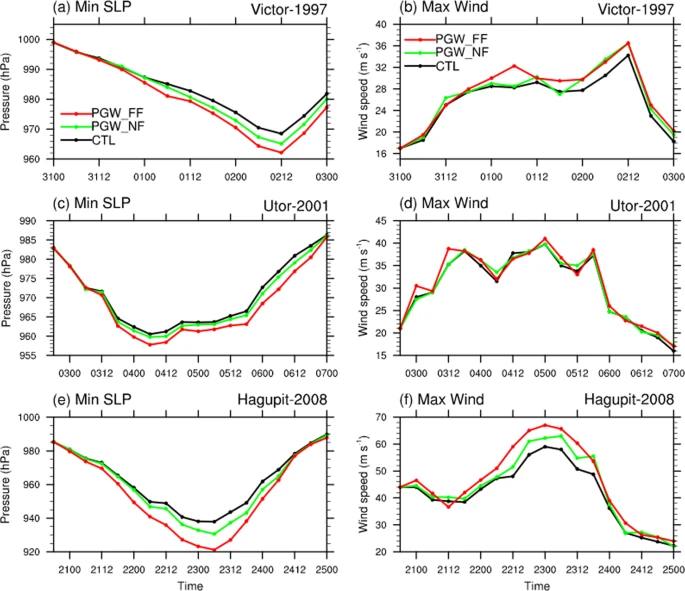 (a) Min SLP Victor-1997
Pressure (hPa)
1000
990
980
970
960
PGW_FF
PGW_NF
CTL
3100 3112 0100 0112 0200 0212 0300
(b) Max Wind Victor-1997
Wind speed (m s-1)
40
36
32
28
24
20
16
PGW_FF
PGW_NF
CTL
3100 3112 0100 0112 0200 0212 0300
(c) Min SLP Utor-2001
Pressure (hPa)
990
985
980
975
970
965
960
955
0300 0312 0400 0412 0500 0512 0600 0612 0700
(d) Max Wind Utor-2001
Wind speed (m s-1)
45
40
35
30
25
20
15
0300 0312 0400 0412 0500 0512 0600 0612 0700
(e) Min SLP Hagupit-2008
Pressure (hPa)
1000
980
960
940
920
2100 2112 2200 2212 2300 2312 2400 2412 2500
Time
(f) Max Wind Hagupit-2008
Wind speed (m s-1)
70
60
50
40
30
20
2100 2112 2200 2212 2300 2312 2400 2412 2500
Time